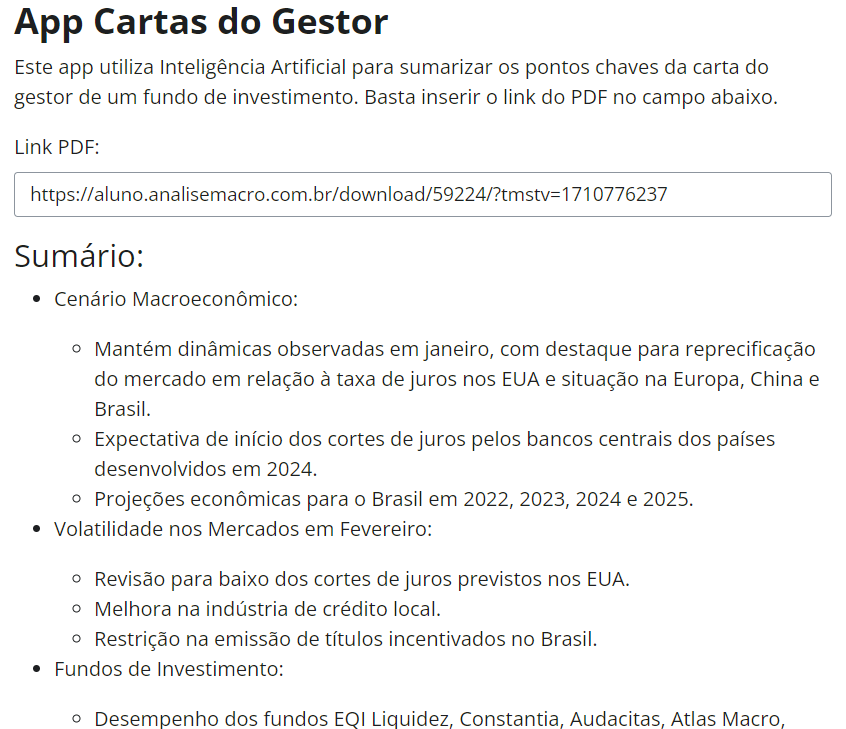 App Cartas do Gestor
Este app utiliza Inteligência Artificial para sumarizar os pontos chaves da carta do
gestor de um fundo de investimento. Basta inserir o link do PDF no campo abaixo.
Link PDF:
https://aluno.analisemacro.com.br/download/59224/?tmstv=1710776237
Sumário:
• Cenário Macroeconômico:
◦ Mantém dinâmicas observadas em janeiro, com destaque para reprecificação
do mercado em relação à taxa de juros nos EUA e situação na Europa, China e
Brasil.
◦ Expectativa de início dos cortes de juros pelos bancos centrais dos países
desenvolvidos em 2024.
◦ Projeções econômicas para o Brasil em 2022, 2023, 2024 e 2025.
• Volatilidade nos Mercados em Fevereiro:
◦ Revisão para baixo dos cortes de juros previstos nos EUA.
◦ Melhora na indústria de crédito local.
◦ Restrição na emissão de títulos incentivados no Brasil.
• Fundos de Investimento:
◦ Desempenho dos fundos EQI Liquidez, Constantia, Audacitas, Atlas Macro,